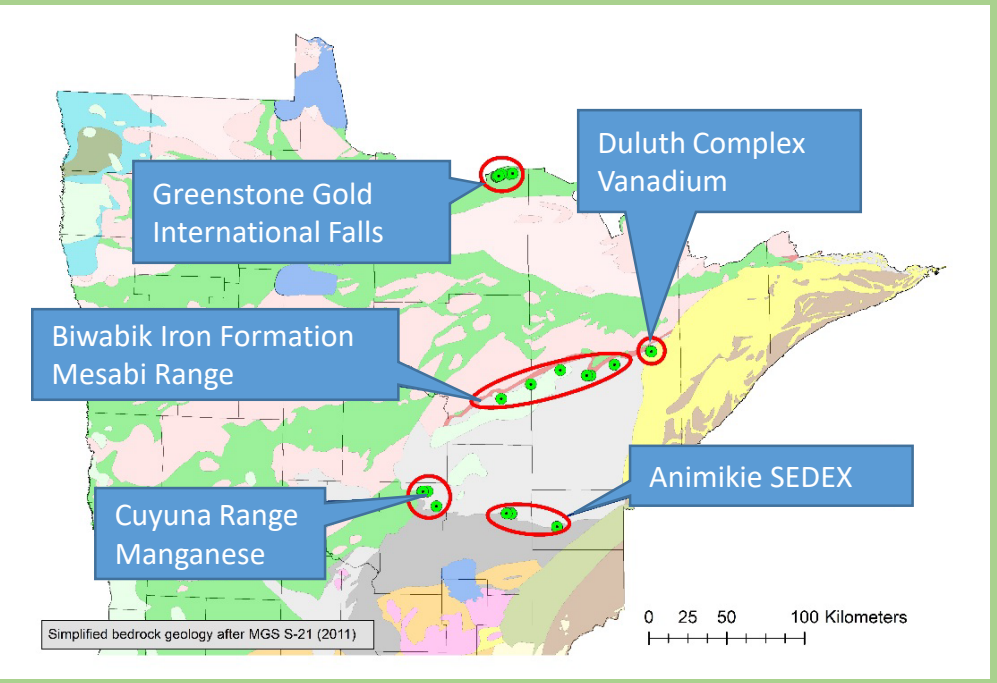 Duluth Complex
Vanadium
Greenstone Gold
International Falls
Biwabik Iron Formation
Mesabi Range
Animikie SEDEX
Cuyuna Range
Manganese
0 25 50 100 Kilometers
Simplified bedrock geology after MGS S-21 (2011)